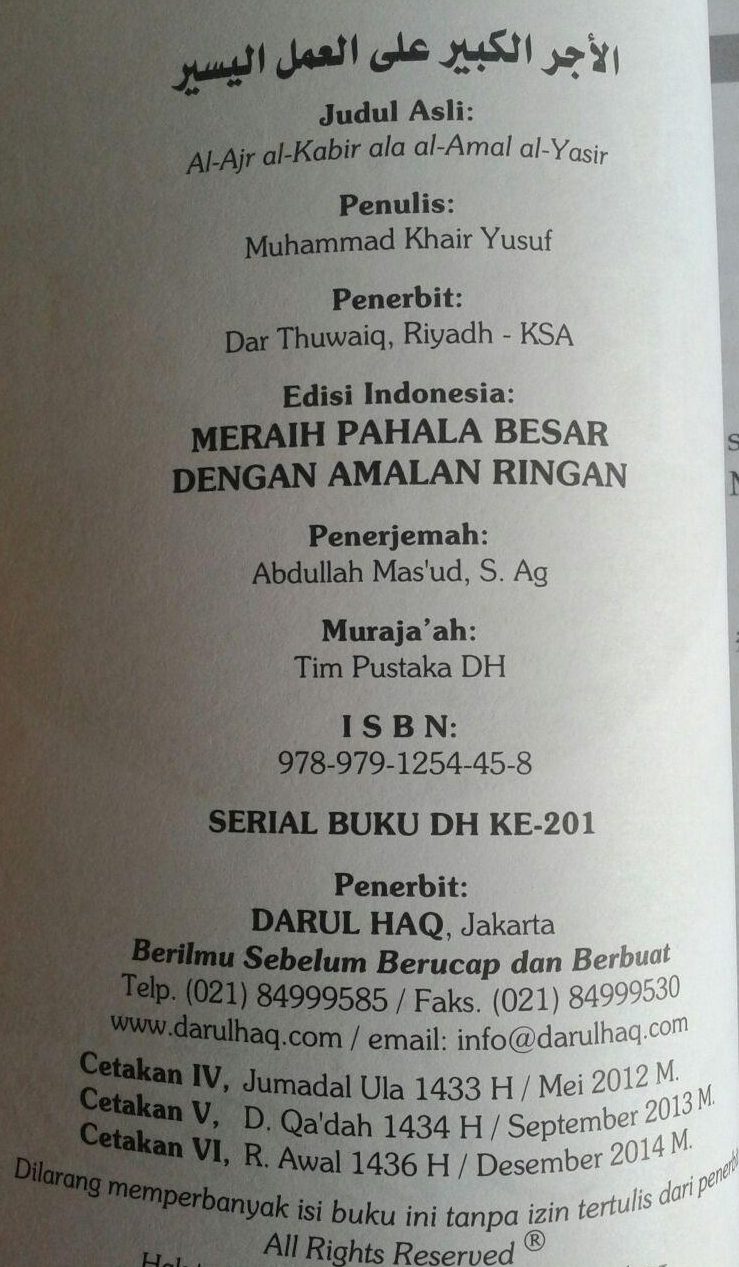 الأجر الكبير على العمل اليسير
Judul Asli:
Al-Ajr al-Kabir ala al-Amal al-Yasir
Penulis:
Muhammad Khair Yusuf
Penerbit:
Dar Thuwaiq, Riyadh - KSA
Edisi Indonesia:
MERAIH PAHALA BESAR
DENGAN AMALAN RINGAN
Penerjemah:
Abdullah Mas'ud, S. Ag
Muraja’ah:
Tim Pustaka DH
I S B N:
978-979-1254-45-8
SERIAL BUKU DH KE-201
Penerbit:
DARUL HAQ, Jakarta
Berilmu Sebelum Berucap dan Berbuat
Telp. (021) 84999585 / Faks. (021) 84999530
www.darulhaq.com / email: info@darulhaq.com
Cetakan IV, Jumadal Ula 1433 H / Mei 2012 M.
Cetakan V, D. Qa'dah 1434 H / September 2013 M.
Cetakan VI, R. Awal 1436 H / Desember 2014 M.
Dilarang memperbanyak isi buku ini tanpa izin tertulis dari penerbit
All Rights Reserved ®